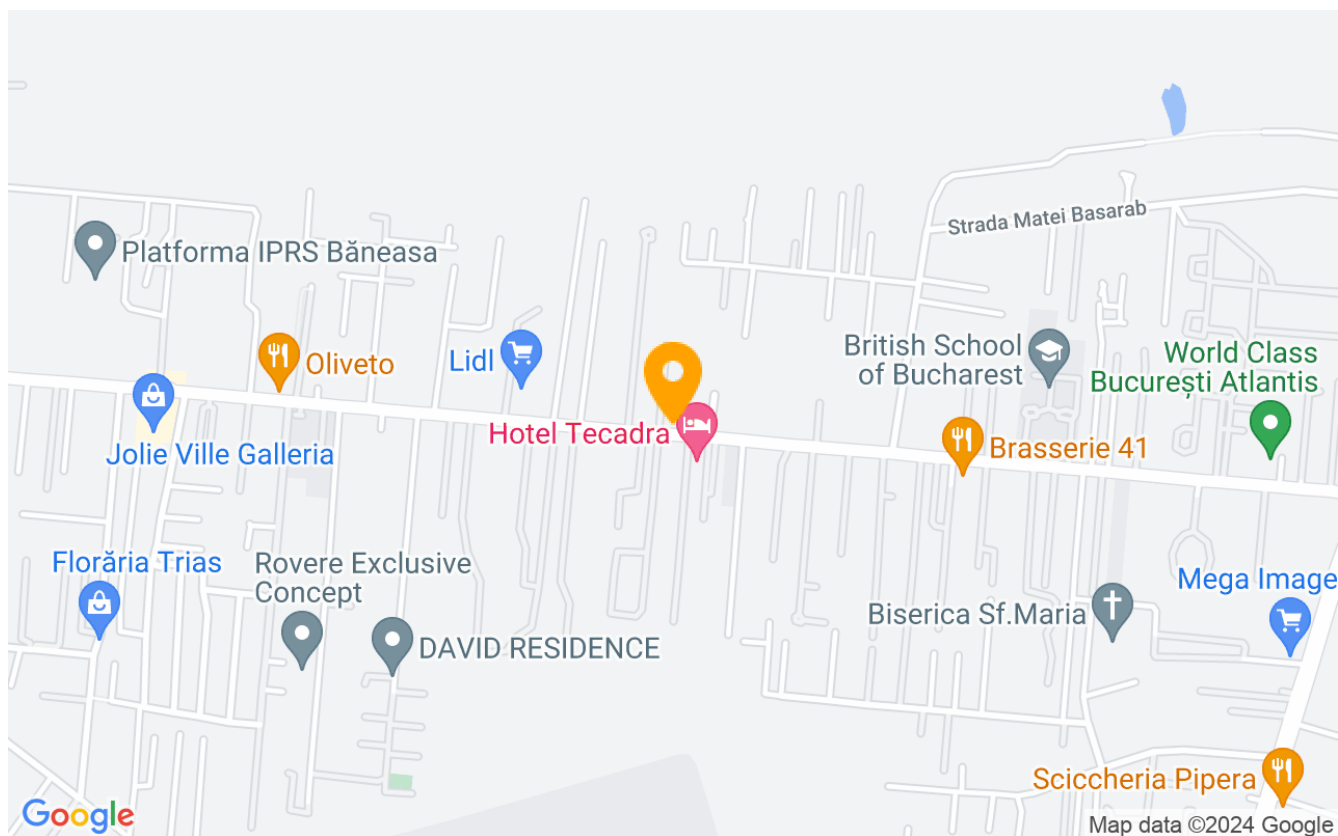 Strada Matei Basarab
Platforma IPRS Băneasa
British School
of Bucharest
World Class
București Atlantis
Lidl
Oliveto
Hotel Tecadra
Brasserie 41
Jolie Ville Galleria
Florăria Trias
Rovere Exclusive
Concept
Mega Image
Biserica Sf.Maria
DAVID RESIDENCE
Sciccheria Pipera
Google
Map data ©2024 Google